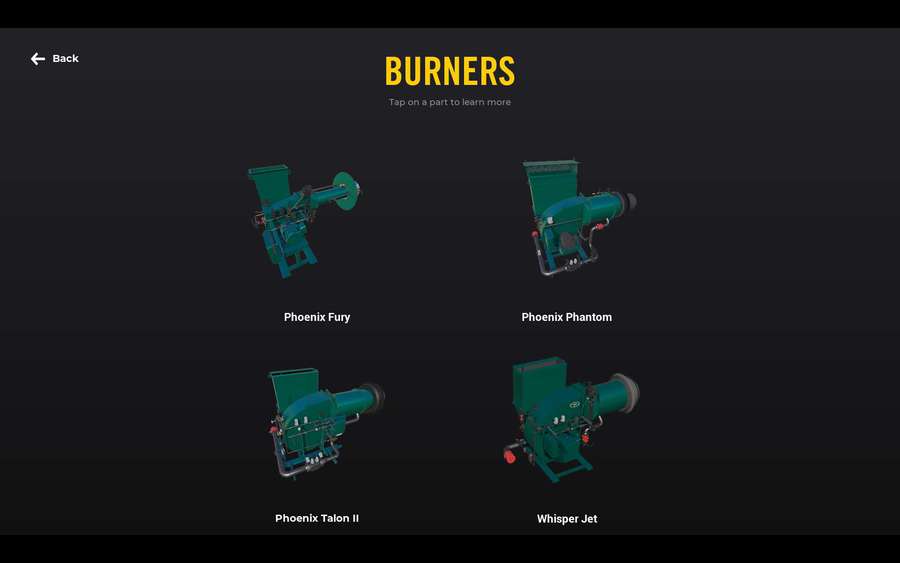 Back
BURNERS
Tap on a part to learn more
Phoenix Fury
Phoenix Phantom
Phoenix Talon II
Whisper Jet